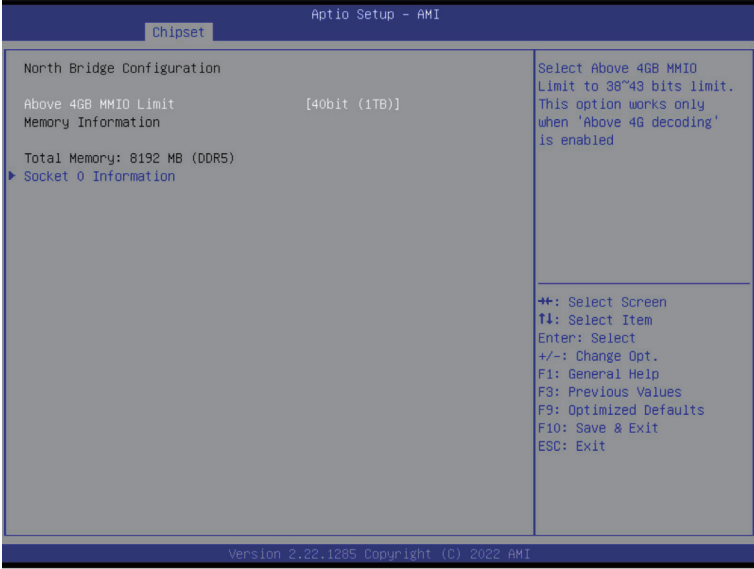 Aptio Setup – AMI
Chipset
North Bridge Configuration
Above 4GB MMIO Limit [40bit (1TB)]
Memory Information
Total Memory: 8192 MB (DDR5)
Socket 0 Information
Select Above 4GB MMIO
Limit to 38~43 bits limit.
This option works only
when 'Above 4G decoding'
is enabled
→←: Select Screen
↑↓: Select Item
Enter: Select
+/-: Change Opt.
F1: General Help
F3: Previous Values
F9: Optimized Defaults
F10: Save & Exit
ESC: Exit
Version 2.22.1285 Copyright (C) 2022 AMI